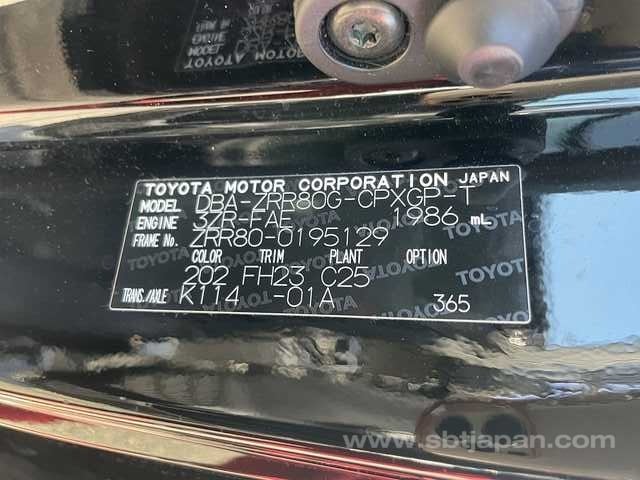 TOYOTA MOTOR CORPORATION JAPAN
MODEL DBA-ZRR80G-CPXGP-T
ENGINE 3ZR-FAE 1986 mL
FRAME No. ZRR80-0195129
COLOR TRIM PLANT OPTION
202 FH23 C25
TRANS./AXLE K114 -01A 365
www.sbtjapan.com